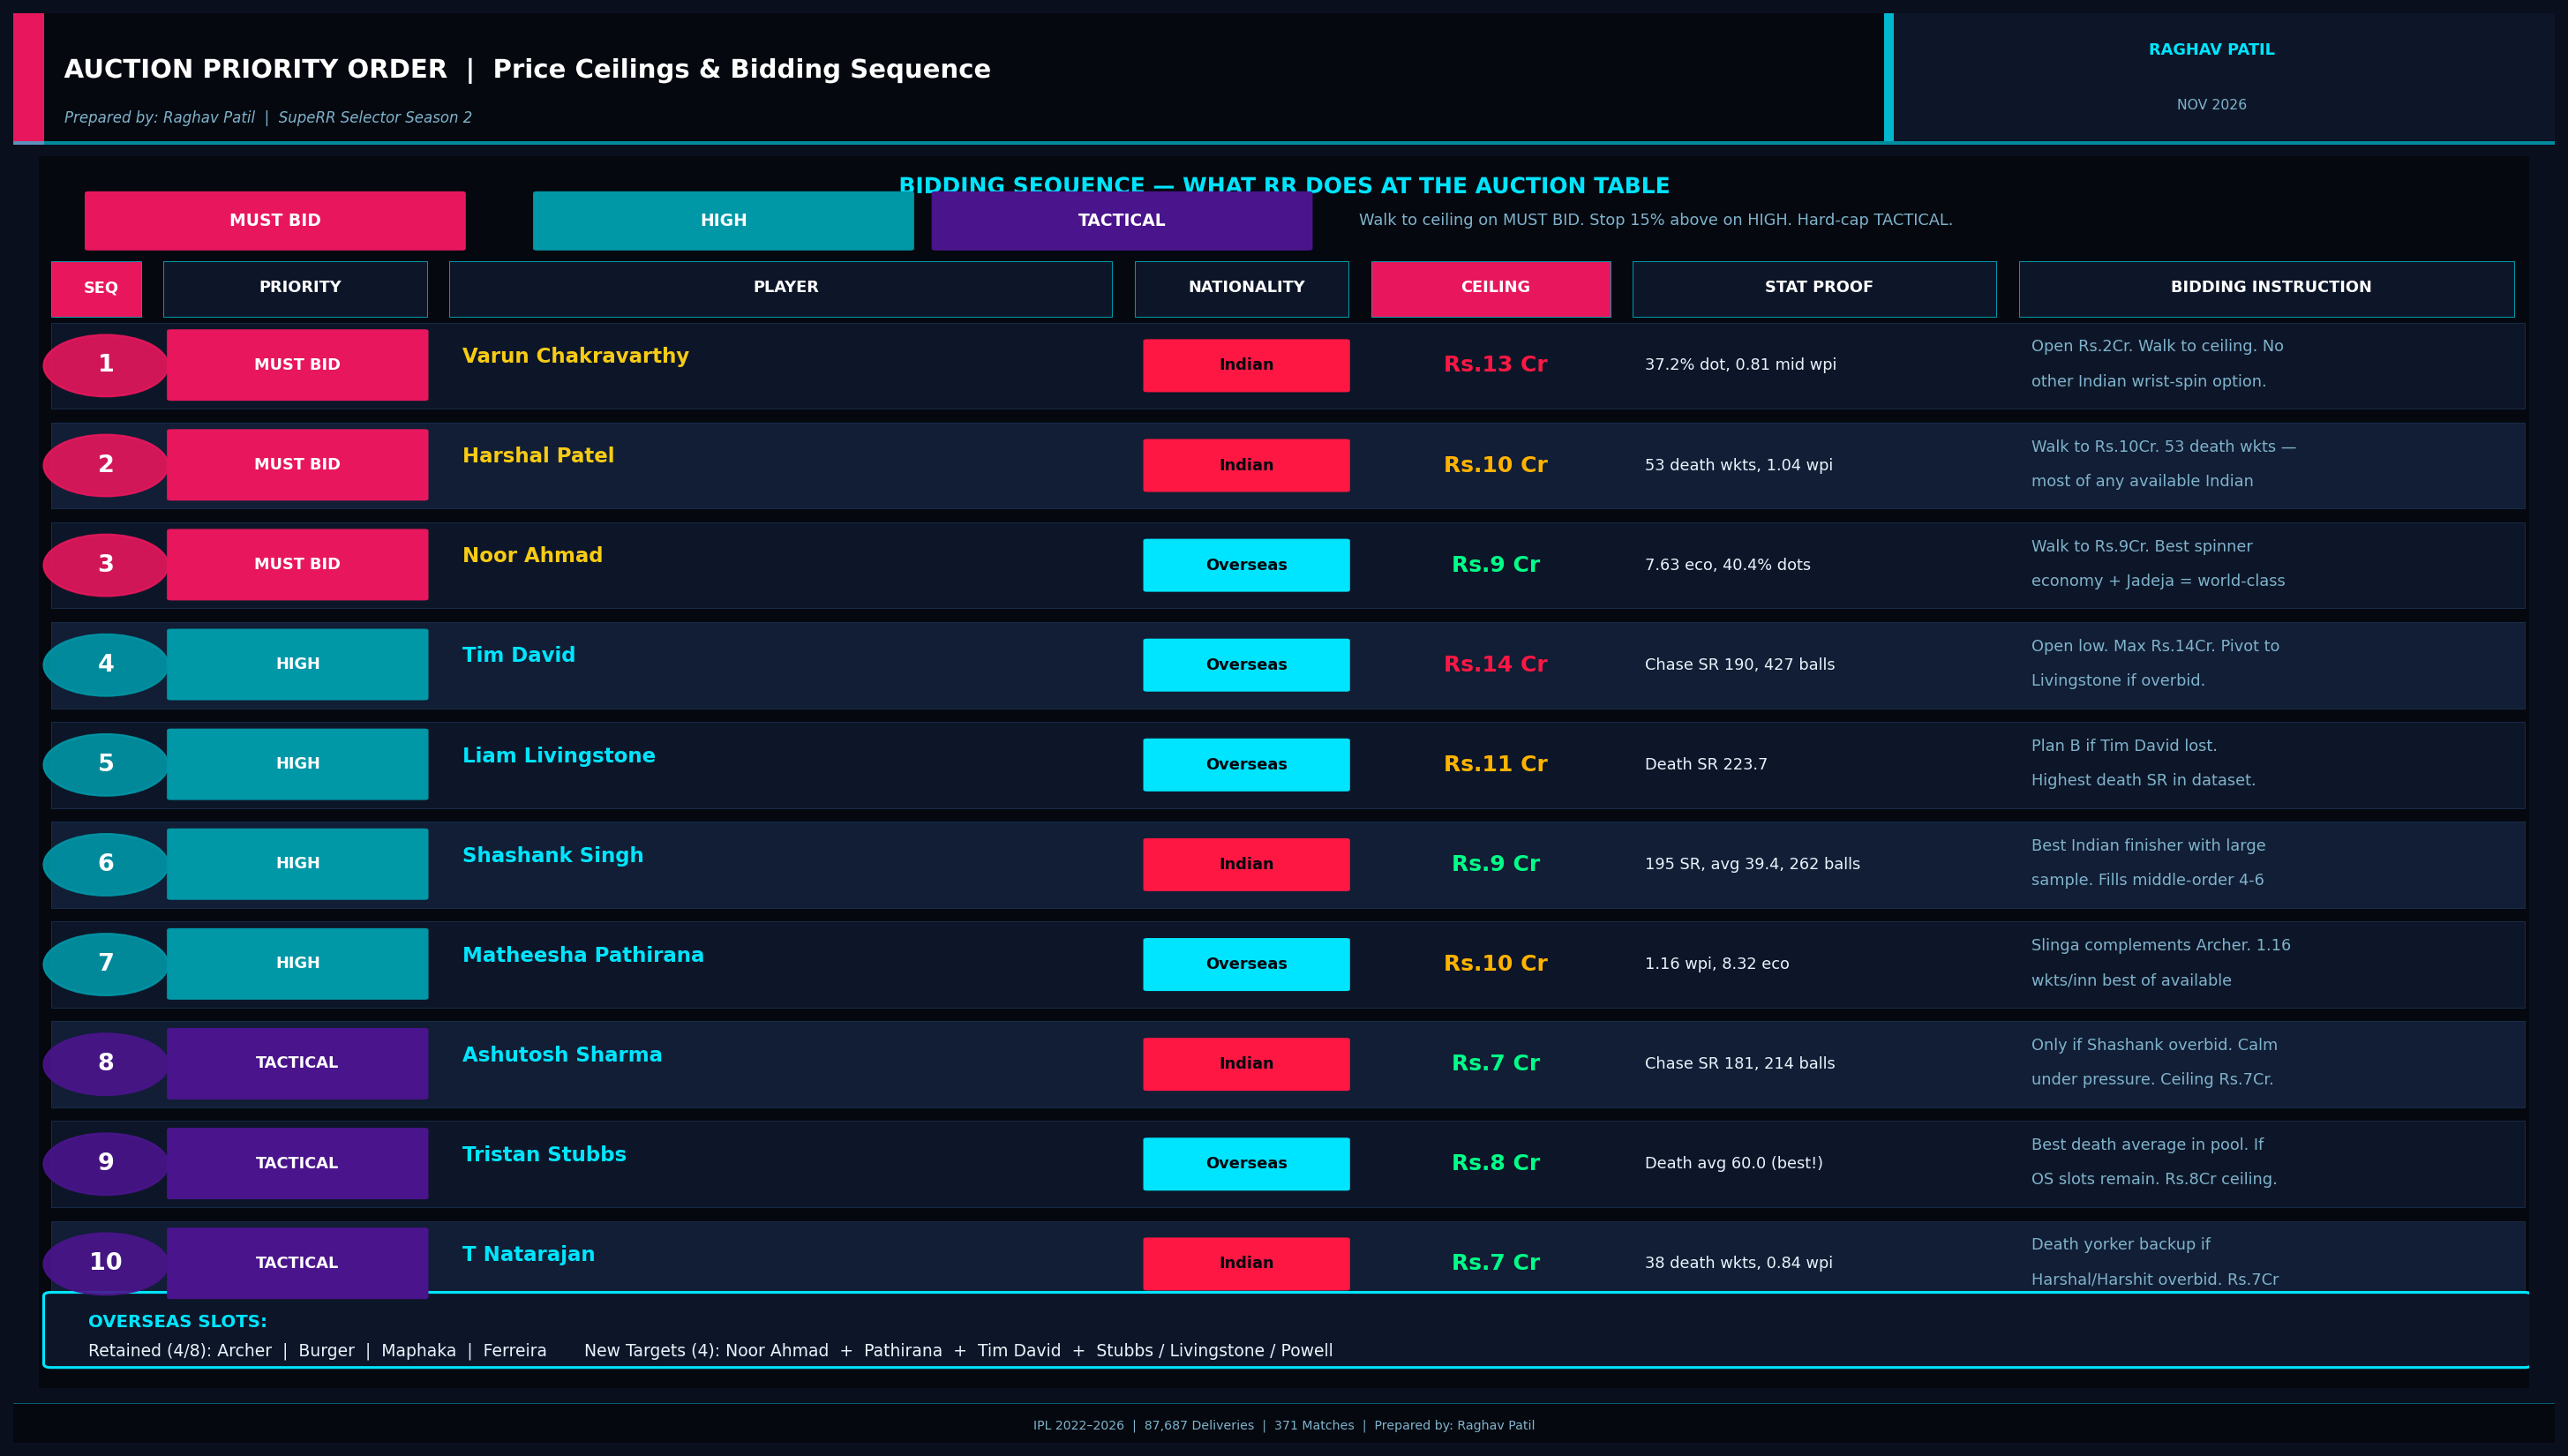 AUCTION PRIORITY ORDER | Price Ceilings & Bidding Sequence
Prepared by: Raghav Patil | SupeRR Selector Season 2
RAGHAV PATIL
NOV 2026
BIDDING SEQUENCE — WHAT RR DOES AT THE AUCTION TABLE
MUST BID HIGH TACTICAL Walk to ceiling on MUST BID. Stop 15% above on HIGH. Hard-cap TACTICAL.
SEQ PRIORITY PLAYER NATIONALITY CEILING STAT PROOF BIDDING INSTRUCTION
1 MUST BID Varun Chakravarthy Indian Rs.13 Cr 37.2% dot, 0.81 mid wpi Open Rs.2Cr. Walk to ceiling. No
other Indian wrist-spin option.
2 MUST BID Harshal Patel Indian Rs.10 Cr 53 death wkts, 1.04 wpi Walk to Rs.10Cr. 53 death wkts —
most of any available Indian
3 MUST BID Noor Ahmad Overseas Rs.9 Cr 7.63 eco, 40.4% dots Walk to Rs.9Cr. Best spinner
economy + Jadeja = world-class
4 HIGH Tim David Overseas Rs.14 Cr Chase SR 190, 427 balls Open low. Max Rs.14Cr. Pivot to
Livingstone if overbid.
5 HIGH Liam Livingstone Overseas Rs.11 Cr Death SR 223.7 Plan B if Tim David lost.
Highest death SR in dataset.
6 HIGH Shashank Singh Indian Rs.9 Cr 195 SR, avg 39.4, 262 balls Best Indian finisher with large
sample. Fills middle-order 4-6
7 HIGH Matheesha Pathirana Overseas Rs.10 Cr 1.16 wpi, 8.32 eco Slinga complements Archer. 1.16
wkts/inn best of available
8 TACTICAL Ashutosh Sharma Indian Rs.7 Cr Chase SR 181, 214 balls Only if Shashank overbid. Calm
under pressure. Ceiling Rs.7Cr.
9 TACTICAL Tristan Stubbs Overseas Rs.8 Cr Death avg 60.0 (best!) Best death average in pool. If
OS slots remain. Rs.8Cr ceiling.
10 TACTICAL T Natarajan Indian Rs.7 Cr 38 death wkts, 0.84 wpi Death yorker backup if
Harshal/Harshit overbid. Rs.7Cr
OVERSEAS SLOTS:
Retained (4/8): Archer | Burger | Maphaka | Ferreira New Targets (4): Noor Ahmad + Pathirana + Tim David + Stubbs / Livingstone / Powell
IPL 2022–2026 | 87,687 Deliveries | 371 Matches | Prepared by: Raghav Patil